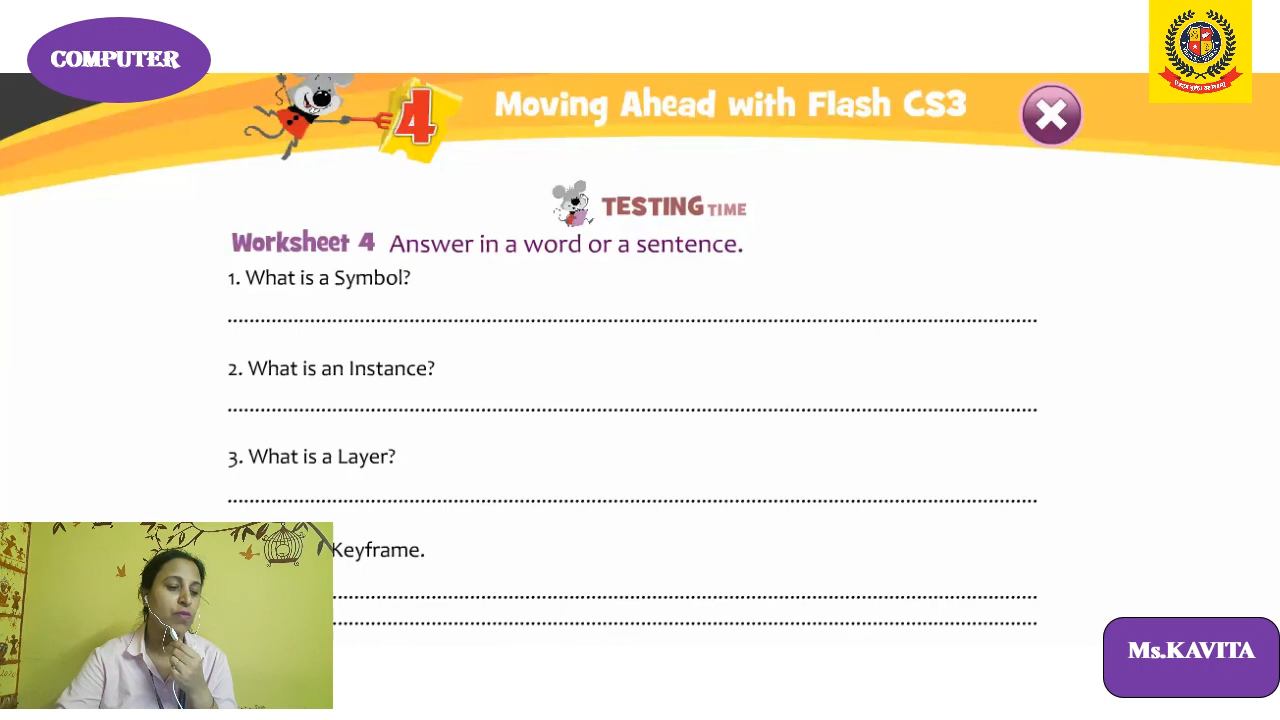 COMPUTER
4
Moving Ahead with Flash CS3
TESTING TIME
Worksheet 4 Answer in a word or a sentence.
1. What is a Symbol?
2. What is an Instance?
3. What is a Layer?
Keyframe.
Ms.KAVITA